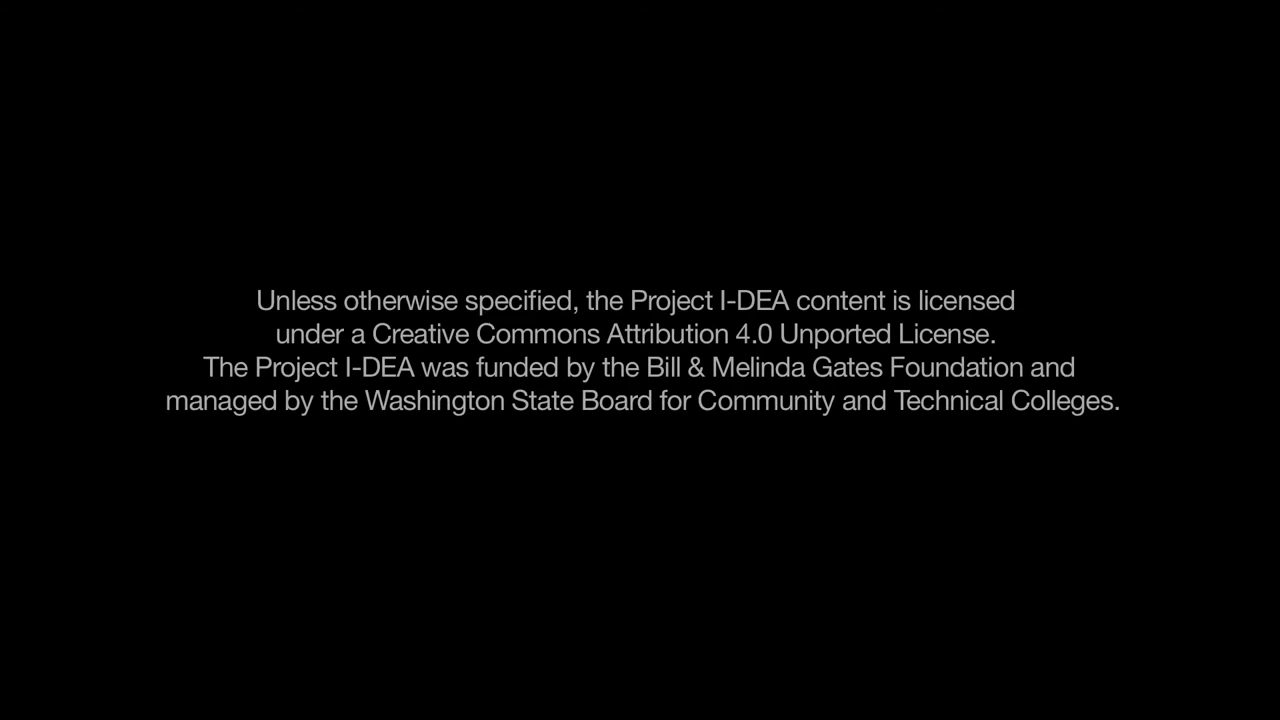 Unless otherwise specified, the Project I-DEA content is licensed
under a Creative Commons Attribution 4.0 Unported License.
The Project I-DEA was funded by the Bill & Melinda Gates Foundation and
managed by the Washington State Board for Community and Technical Colleges.